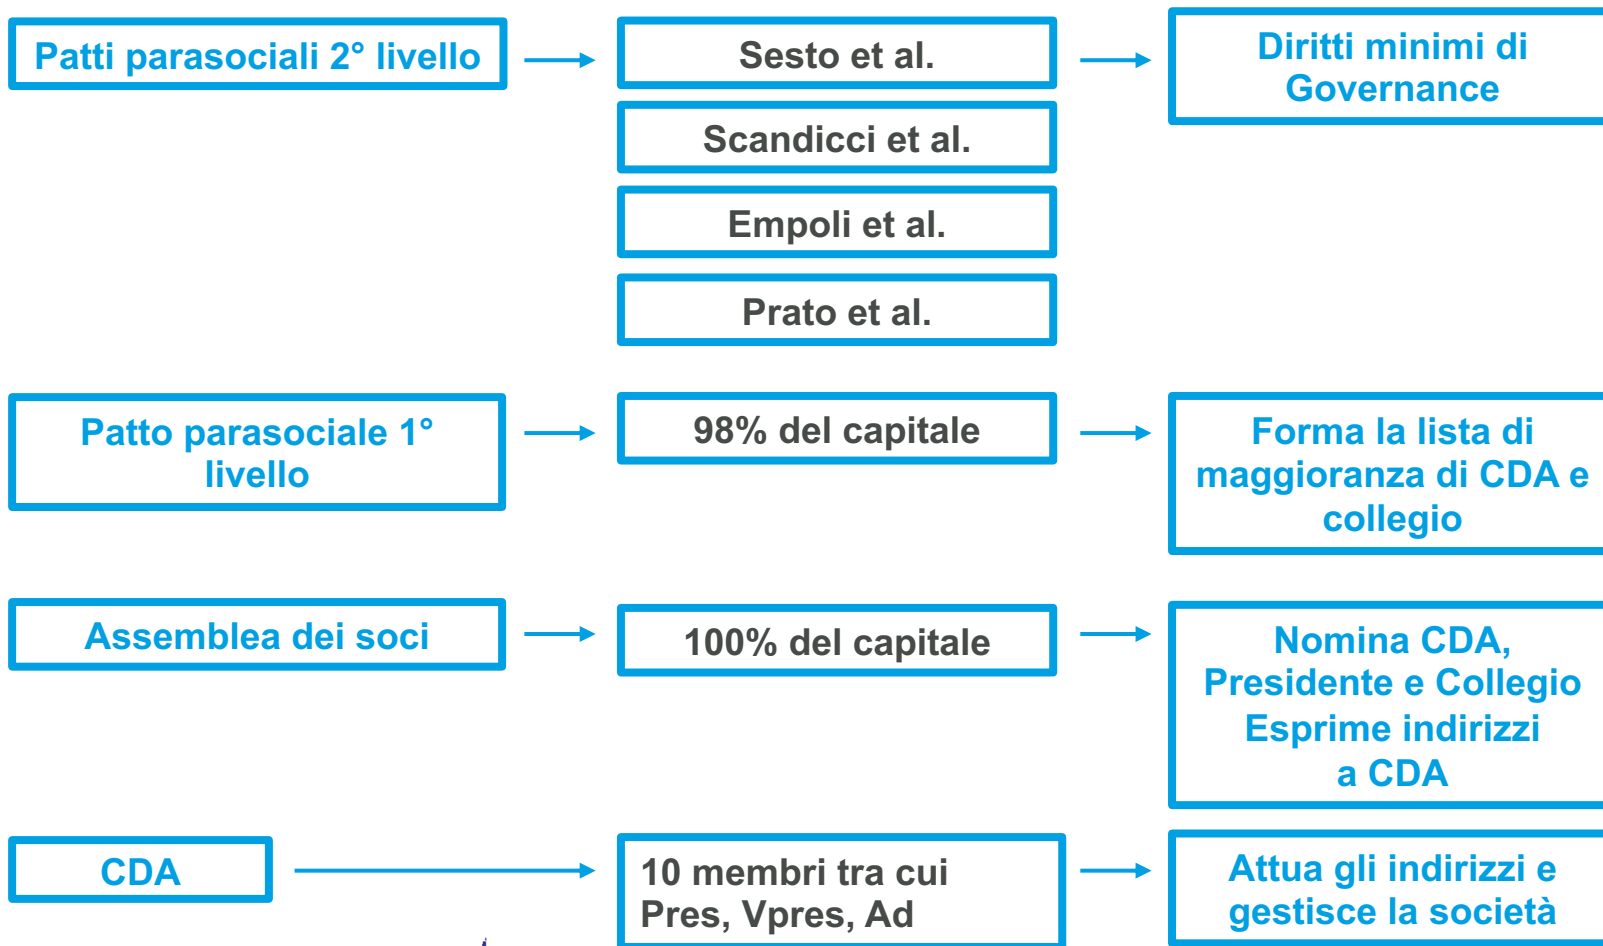 Patti parasociali 2° livello
Sesto et al.
Diritti minimi di
Governance
Scandicci et al.
Empoli et al.
Prato et al.
Patto parasociale 1°
livello
98% del capitale
Forma la lista di
maggioranza di CDA e
collegio
Assemblea dei soci
100% del capitale
Nomina CDA,
Presidente e Collegio
Esprime indirizzi
a CDA
CDA
10 membri tra cui
Pres, Vpres, Ad
Attua gli indirizzi e
gestisce la società